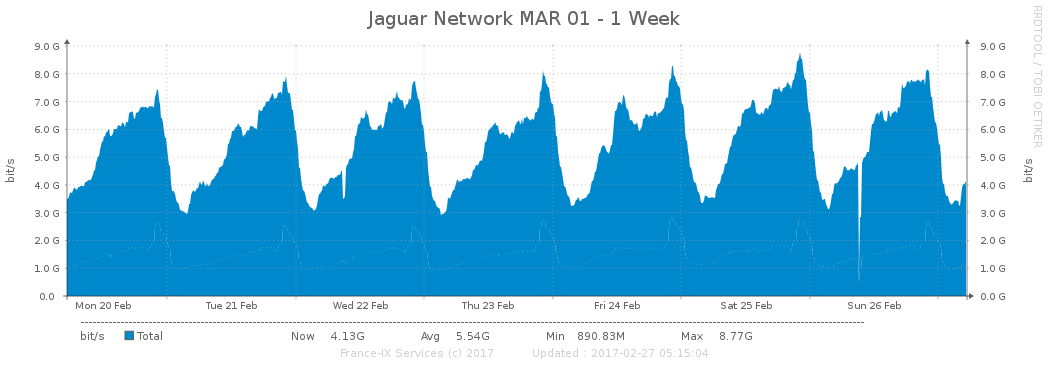 Jaguar Network MAR 01 - 1 Week
RRDTOOL / TOBI OETIKER
bit/s
9.0 G 9.0 G
8.0 G 8.0 G
7.0 G 7.0 G
6.0 G 6.0 G
5.0 G 5.0 G
4.0 G 4.0 G
3.0 G 3.0 G
2.0 G 2.0 G
1.0 G 1.0 G
0.0 0.0 G
bit/s
Mon 20 Feb Tue 21 Feb Wed 22 Feb Thu 23 Feb Fri 24 Feb Sat 25 Feb Sun 26 Feb
bit/s Total Now 4.13G Avg 5.54G Min 890.83M Max 8.77G
France-IX Services (c) 2017 Updated : 2017-02-27 05:15:04